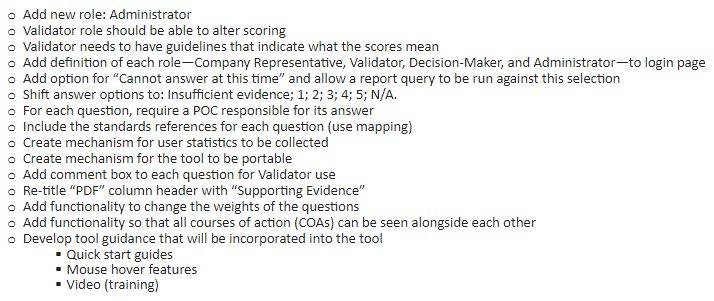 o Add new role: Administrator
o Validator role should be able to alter scoring
o Validator needs to have guidelines that indicate what the scores mean
o Add definition of each role—Company Representative, Validator, Decision-Maker, and Administrator—to login page
o Add option for “Cannot answer at this time” and allow a report query to be run against this selection
o Shift answer options to: Insufficient evidence; 1; 2; 3; 4; 5; N/A.
o For each question, require a POC responsible for its answer
o Include the standards references for each question (use mapping)
o Create mechanism for user statistics to be collected
o Create mechanism for the tool to be portable
o Add comment box to each question for Validator use
o Re-title “PDF” column header with “Supporting Evidence”
o Add functionality to change the weights of the questions
o Add functionality so that all courses of action (COAs) can be seen alongside each other
o Develop tool guidance that will be incorporated into the tool
▪ Quick start guides
▪ Mouse hover features
▪ Video (training)